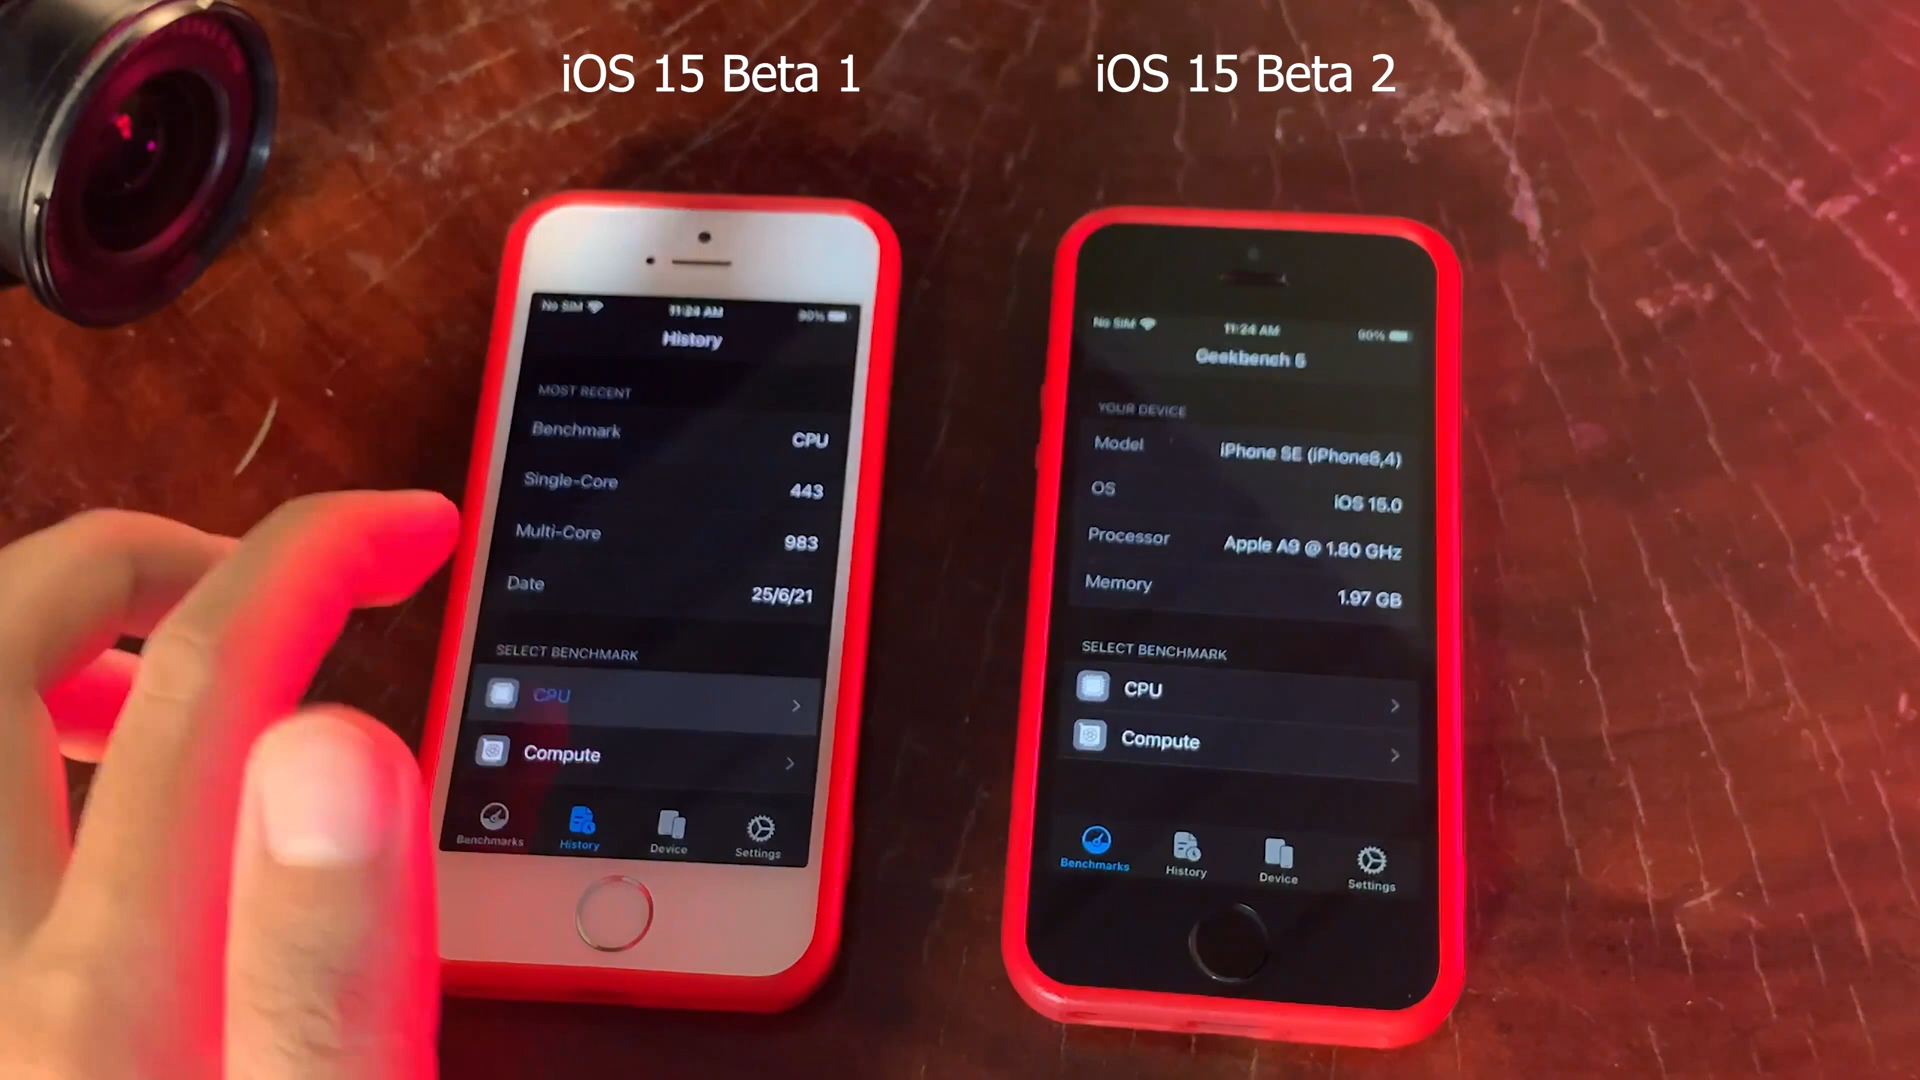 iOS 15 Beta 1
iOS 15 Beta 2
No SIM 11:24 AM 90%
History
MOST RECENT
Benchmark CPU
Single-Core 443
Multi-Core 983
Date 25/6/21
SELECT BENCHMARK
CPU
Compute
Benchmarks History Device Settings
No SIM 11:24 AM 90%
Geekbench 5
YOUR DEVICE
Model iPhone SE (iPhone8,4)
OS iOS 15.0
Processor Apple A9 @ 1.80 GHz
Memory 1.97 GB
SELECT BENCHMARK
CPU
Compute
Benchmarks History Device Settings